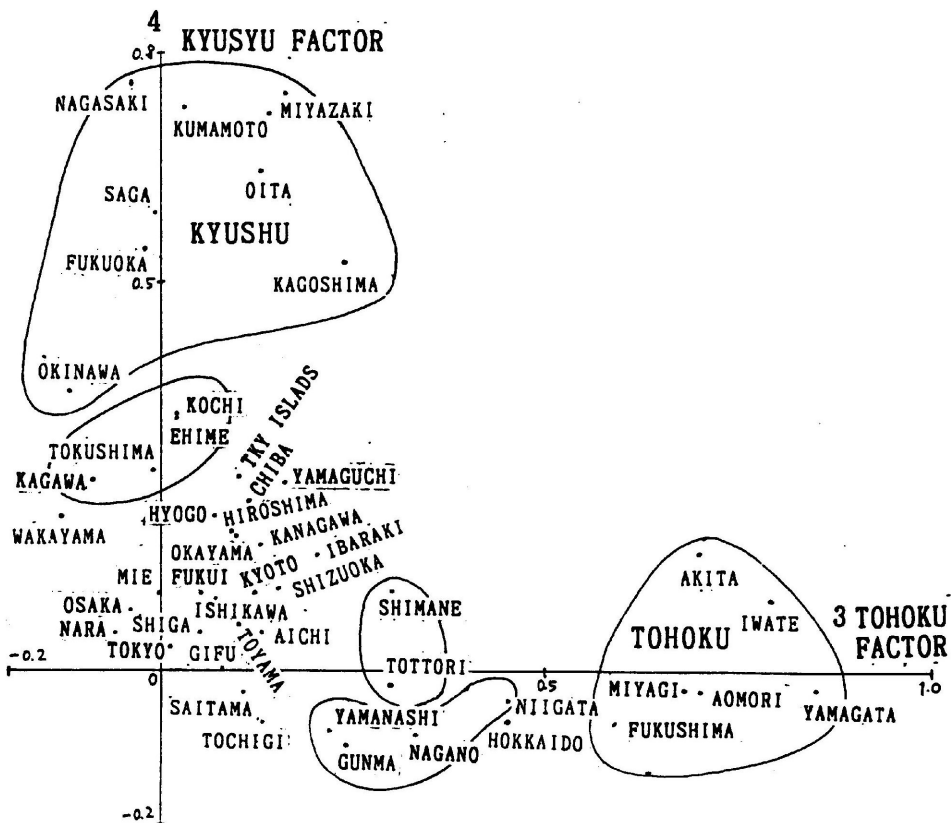 4
KYUSYU FACTOR
0.8
NAGASAKI
KUMAMOTO
MIYAZAKI
SAGA
OITA
KYUSHU
FUKUOKA
0.5
KAGOSHIMA
OKINAWA
KOCHI
EHIME
TKY ISLADS
TOKUSHIMA
CHIBA
KAGAWA
YAMAGUCHI
HYOGO
HIROSHIMA
WAKAYAMA
OKAYAMA
KANAGAWA
MIE
FUKUI
KYOTO
IBARAKI
SHIZUOKA
AKITA
OSAKA
ISHIKAWA
SHIMANE
IWATE
3 TOHOKU
FACTOR
NARA
SHIGA
TOYAMA
AICHI
TOHOKU
TOKYO
GIFU
TOTTORI
-0.2
0
0.5
1.0
MIYAGI
AOMORI
YAMAGATA
SAITAMA
YAMANASHI
NIIGATA
FUKUSHIMA
TOCHIGI
GUNMA
NAGANO
HOKKAIDO
-0.2